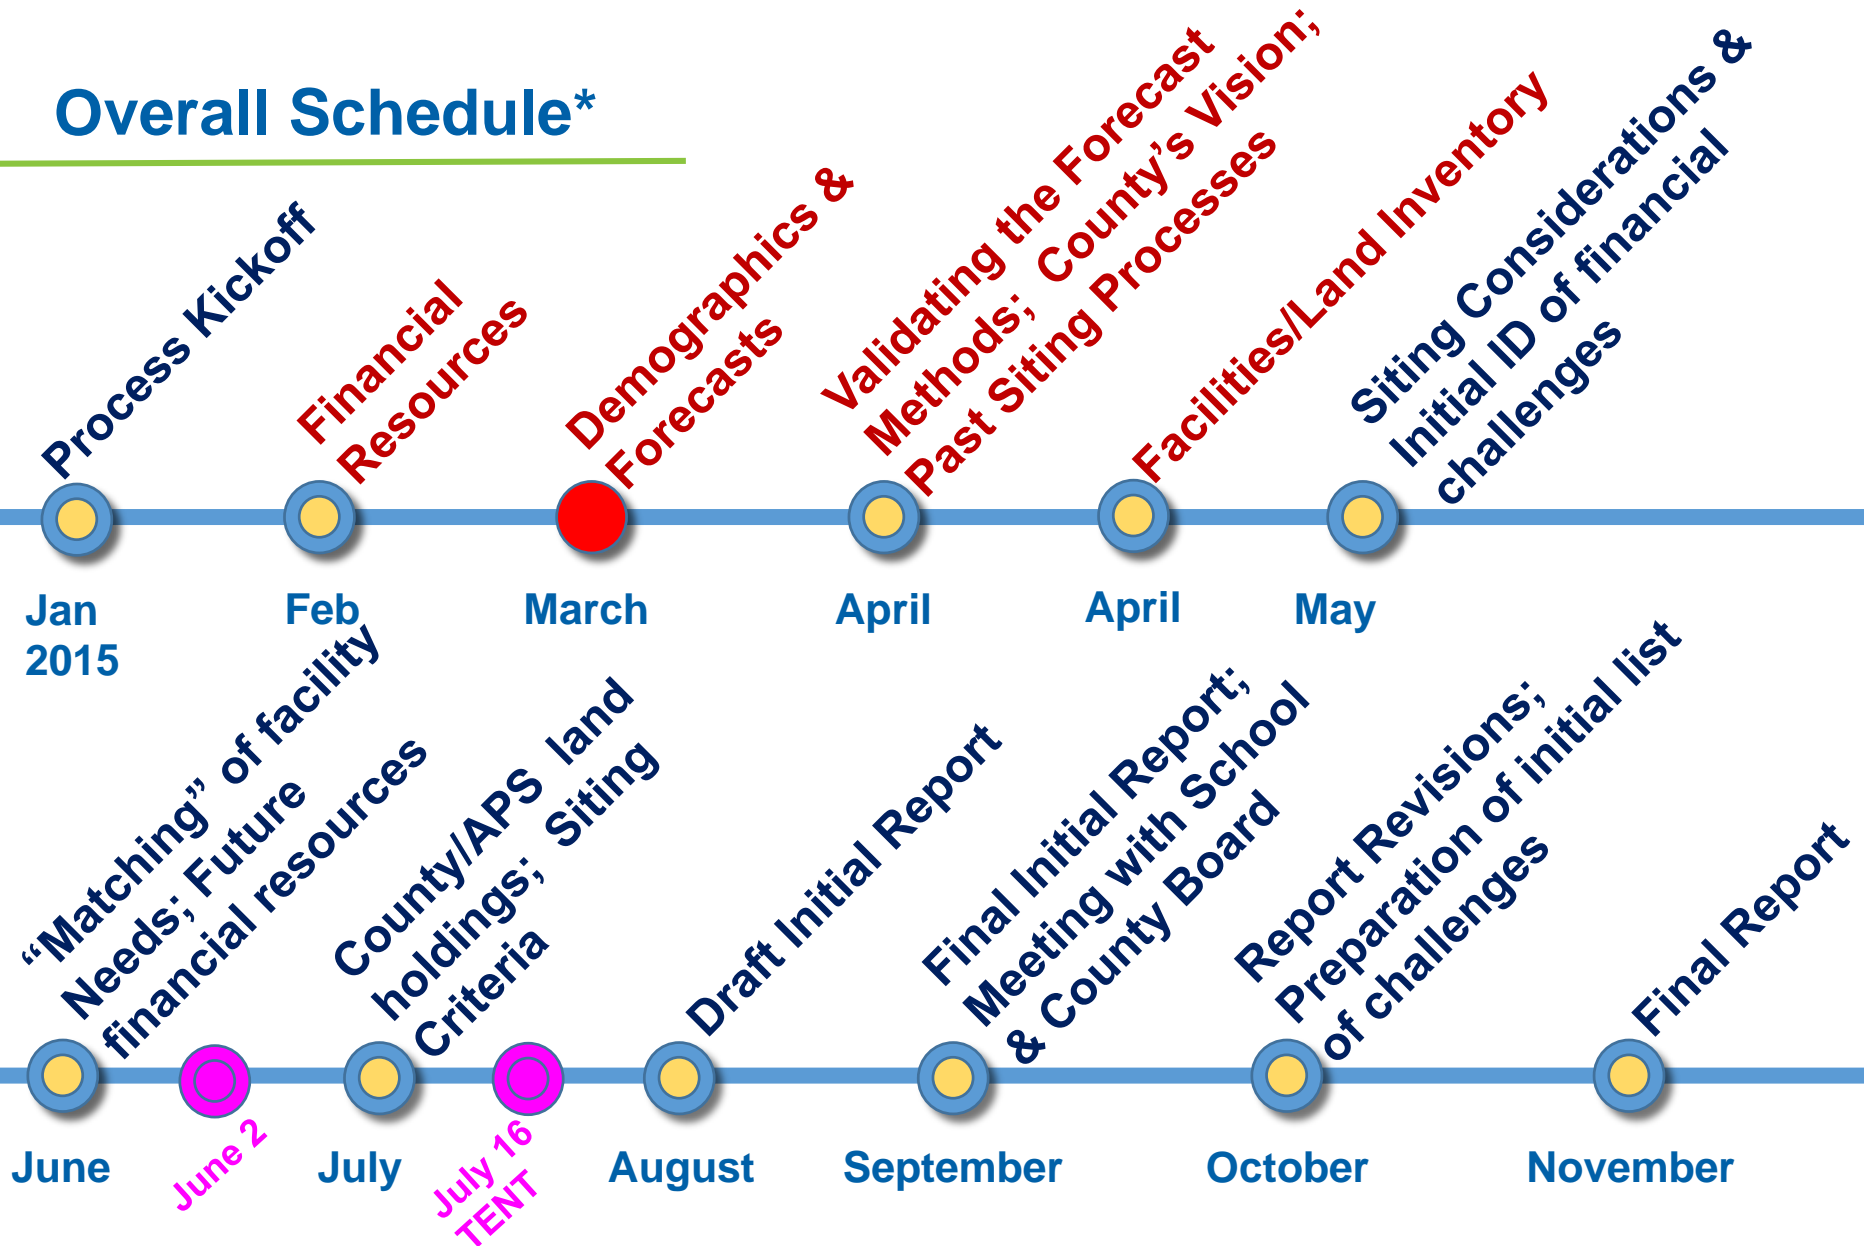 Overall Schedule*
Process Kickoff
Financial
Resources
Demographics &
Forecasts
Validating the Forecast
Methods; County’s Vision;
Past Siting Processes
Facilities/Land Inventory
Siting Considerations &
Initial ID of financial
challenges
Jan
2015
Feb
March
April
April
May
“Matching” of facility
Needs; Future
financial resources
County/APS land
holdings; Siting
Criteria
Draft Initial Report
Final Initial Report;
Meeting with School
& County Board
Report Revisions;
Preparation of initial list
of challenges
Final Report
June
June 2
July
July 16
TENT
August
September
October
November